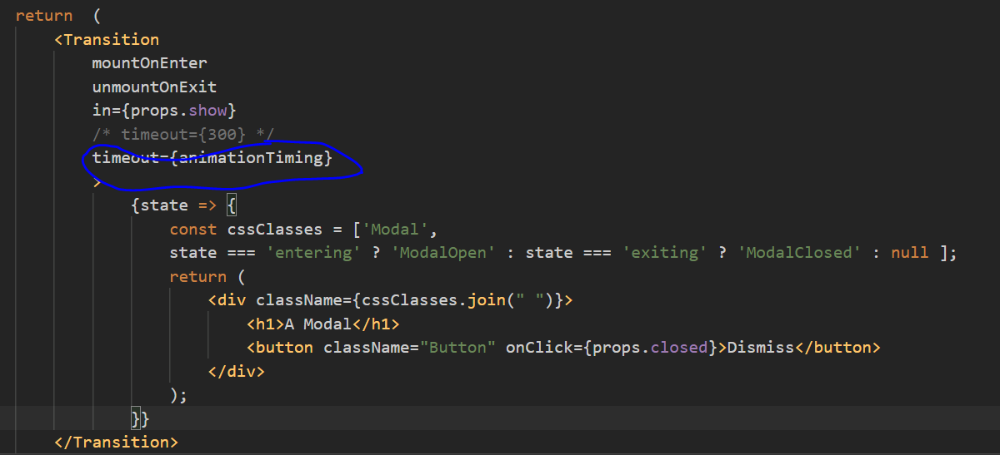 return  (
<Transition
mountOnEnter
unmountOnExit
in={props.show}
/* timeout={300} */
timeout={animationTiming}
>
{state => {
const cssClasses = ['Modal',
state === 'entering' ? 'ModalOpen' : state === 'exiting' ? 'ModalClosed' : null ];
return (
<div className={cssClasses.join(" ")}>
<h1>A Modal</h1>
<button className="Button" onClick={props.closed}>Dismiss</button>
</div>
);
}}
</Transition>